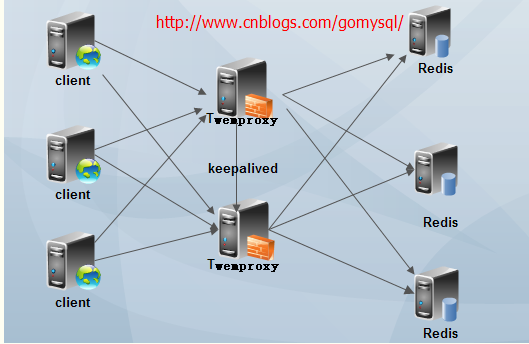 http://www.cnblogs.com/gomysql/
client
Twemproxy
Redis
client
keepalived
Redis
client
Twemproxy
Redis